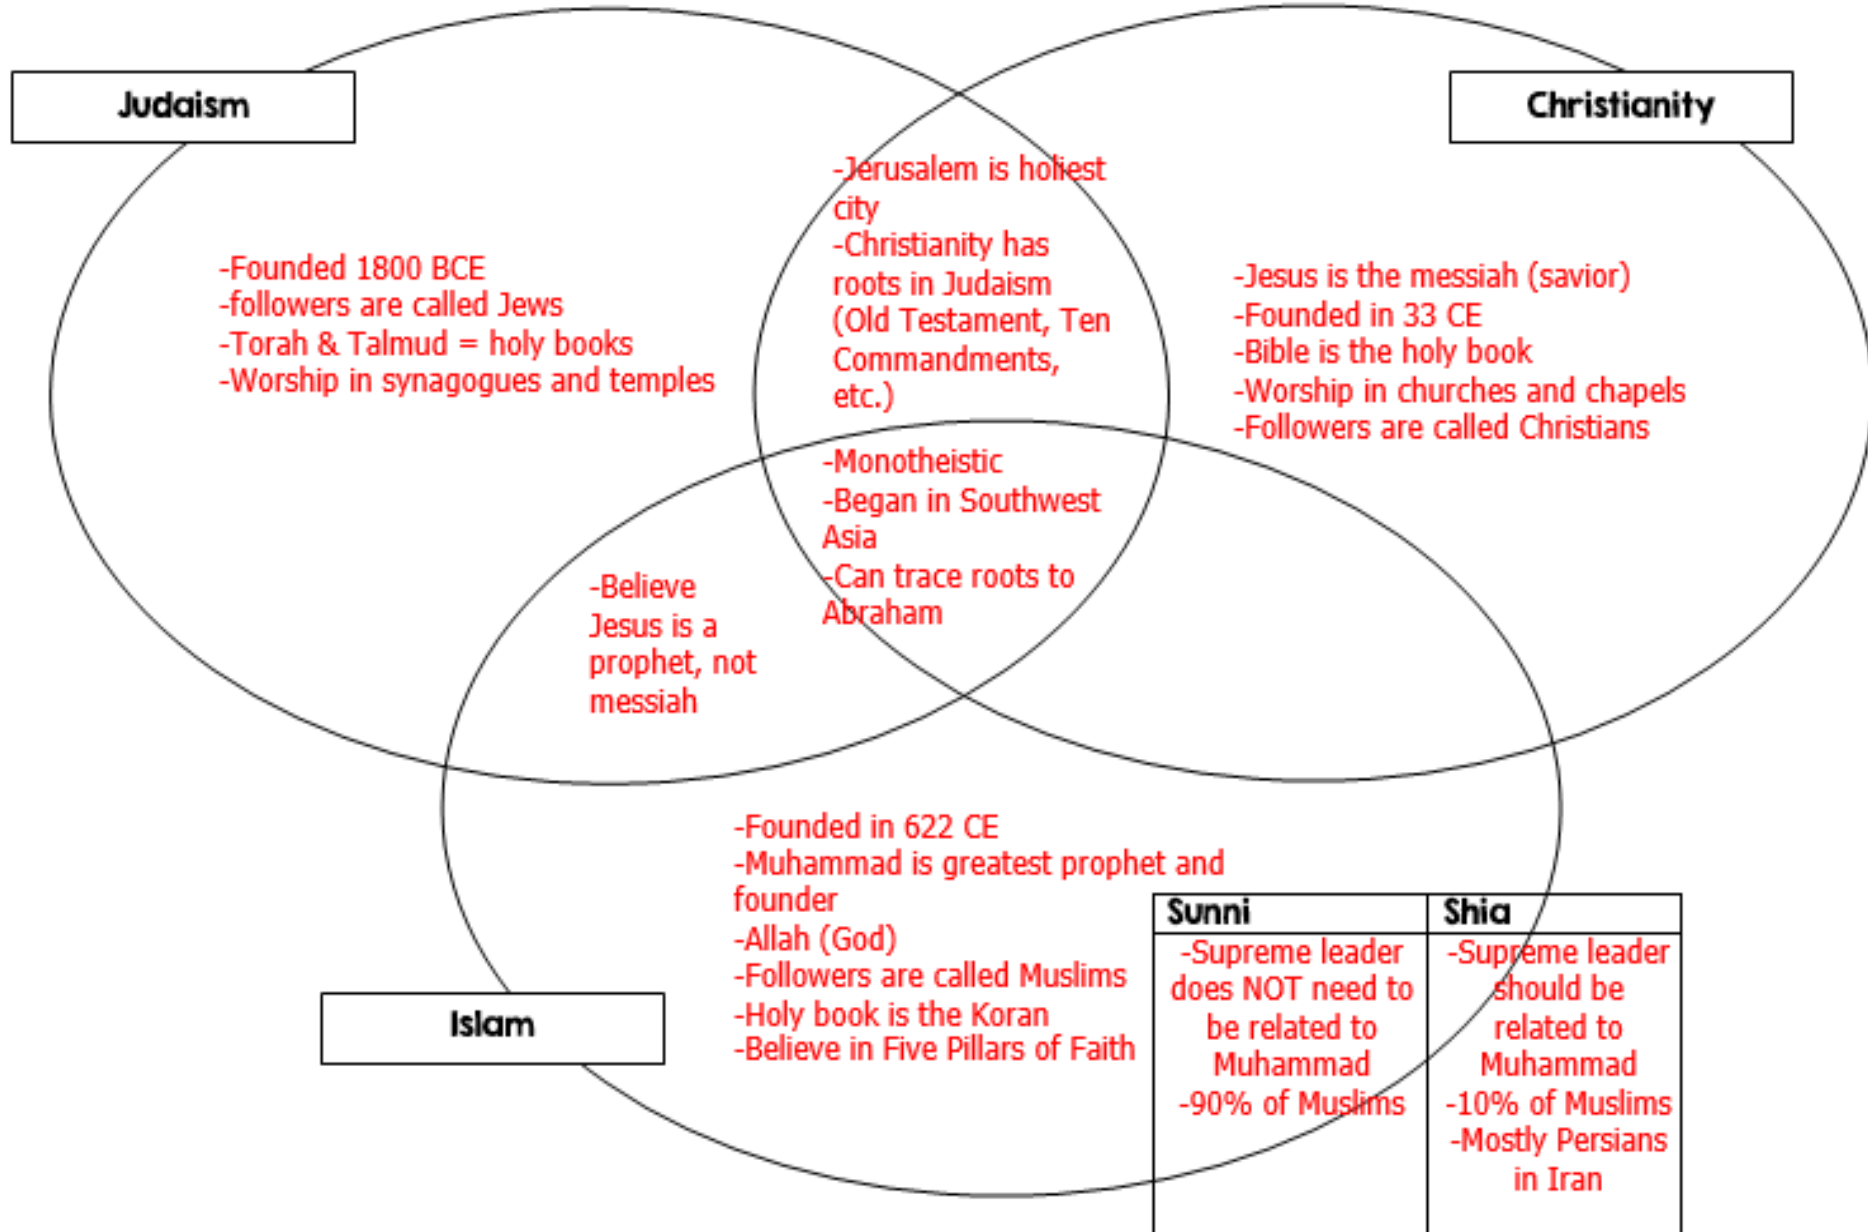 Judaism
Christianity
-Founded 1800 BCE
-followers are called Jews
-Torah & Talmud = holy books
-Worship in synagogues and temples
-Jerusalem is holiest
city
-Christianity has
roots in Judaism
(Old Testament, Ten
Commandments,
etc.)
-Jesus is the messiah (savior)
-Founded in 33 CE
-Bible is the holy book
-Worship in churches and chapels
-Followers are called Christians
-Monotheistic
-Began in Southwest
Asia
-Can trace roots to
Abraham
-Believe
Jesus is a
prophet, not
messiah
Islam
-Founded in 622 CE
-Muhammad is greatest prophet and
founder
-Allah (God)
-Followers are called Muslims
-Holy book is the Koran
-Believe in Five Pillars of Faith
Sunni
-Supreme leader
does NOT need to
be related to
Muhammad
-90% of Muslims
Shia
-Supreme leader
should be
related to
Muhammad
-10% of Muslims
-Mostly Persians
in Iran